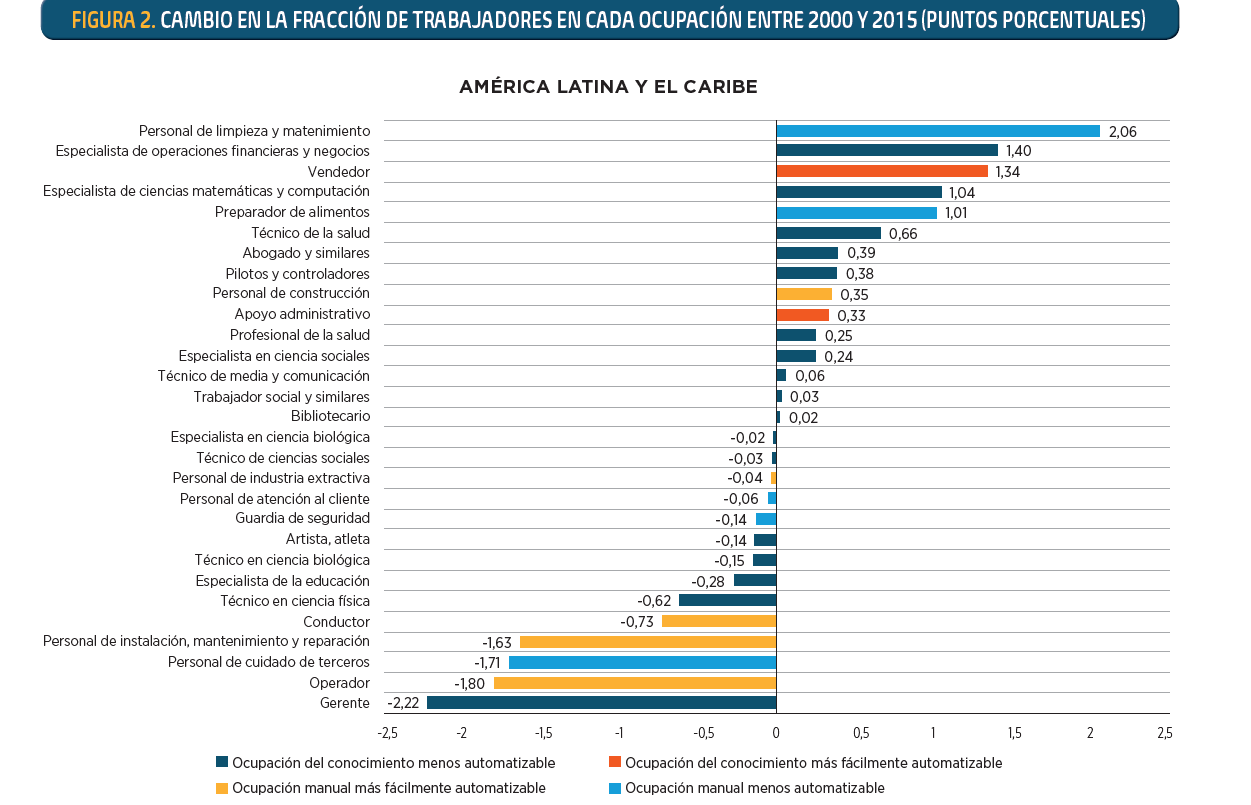 FIGURA 2. CAMBIO EN LA FRACCIÓN DE TRABAJADORES EN CADA OCUPACIÓN ENTRE 2000 Y 2015 (PUNTOS PORCENTUALES)
AMÉRICA LATINA Y EL CARIBE
Personal de limpieza y matenimiento 2,06
Especialista de operaciones financieras y negocios 1,40
Vendedor 1,34
Especialista de ciencias matemáticas y computación 1,04
Preparador de alimentos 1,01
Técnico de la salud 0,66
Abogado y similares 0,39
Pilotos y controladores 0,38
Personal de construcción 0,35
Apoyo administrativo 0,33
Profesional de la salud 0,25
Especialista en ciencia sociales 0,24
Técnico de media y comunicación 0,06
Trabajador social y similares 0,03
Bibliotecario 0,02
Especialista en ciencia biológica -0,02
Técnico de ciencias sociales -0,03
Personal de industria extractiva -0,04
Personal de atención al cliente -0,06
Guardia de seguridad -0,14
Artista, atleta -0,14
Técnico en ciencia biológica -0,15
Especialista de la educación -0,28
Técnico en ciencia física -0,62
Conductor -0,73
Personal de instalación, mantenimiento y reparación -1,63
Personal de cuidado de terceros -1,71
Operador -1,80
Gerente -2,22
-2,5 -2 -1,5 -1 -0,5 0 0,5 1 1,5 2 2,5
Ocupación del conocimiento menos automatizable Ocupación del conocimiento más fácilmente automatizable
Ocupación manual más fácilmente automatizable Ocupación manual menos automatizable